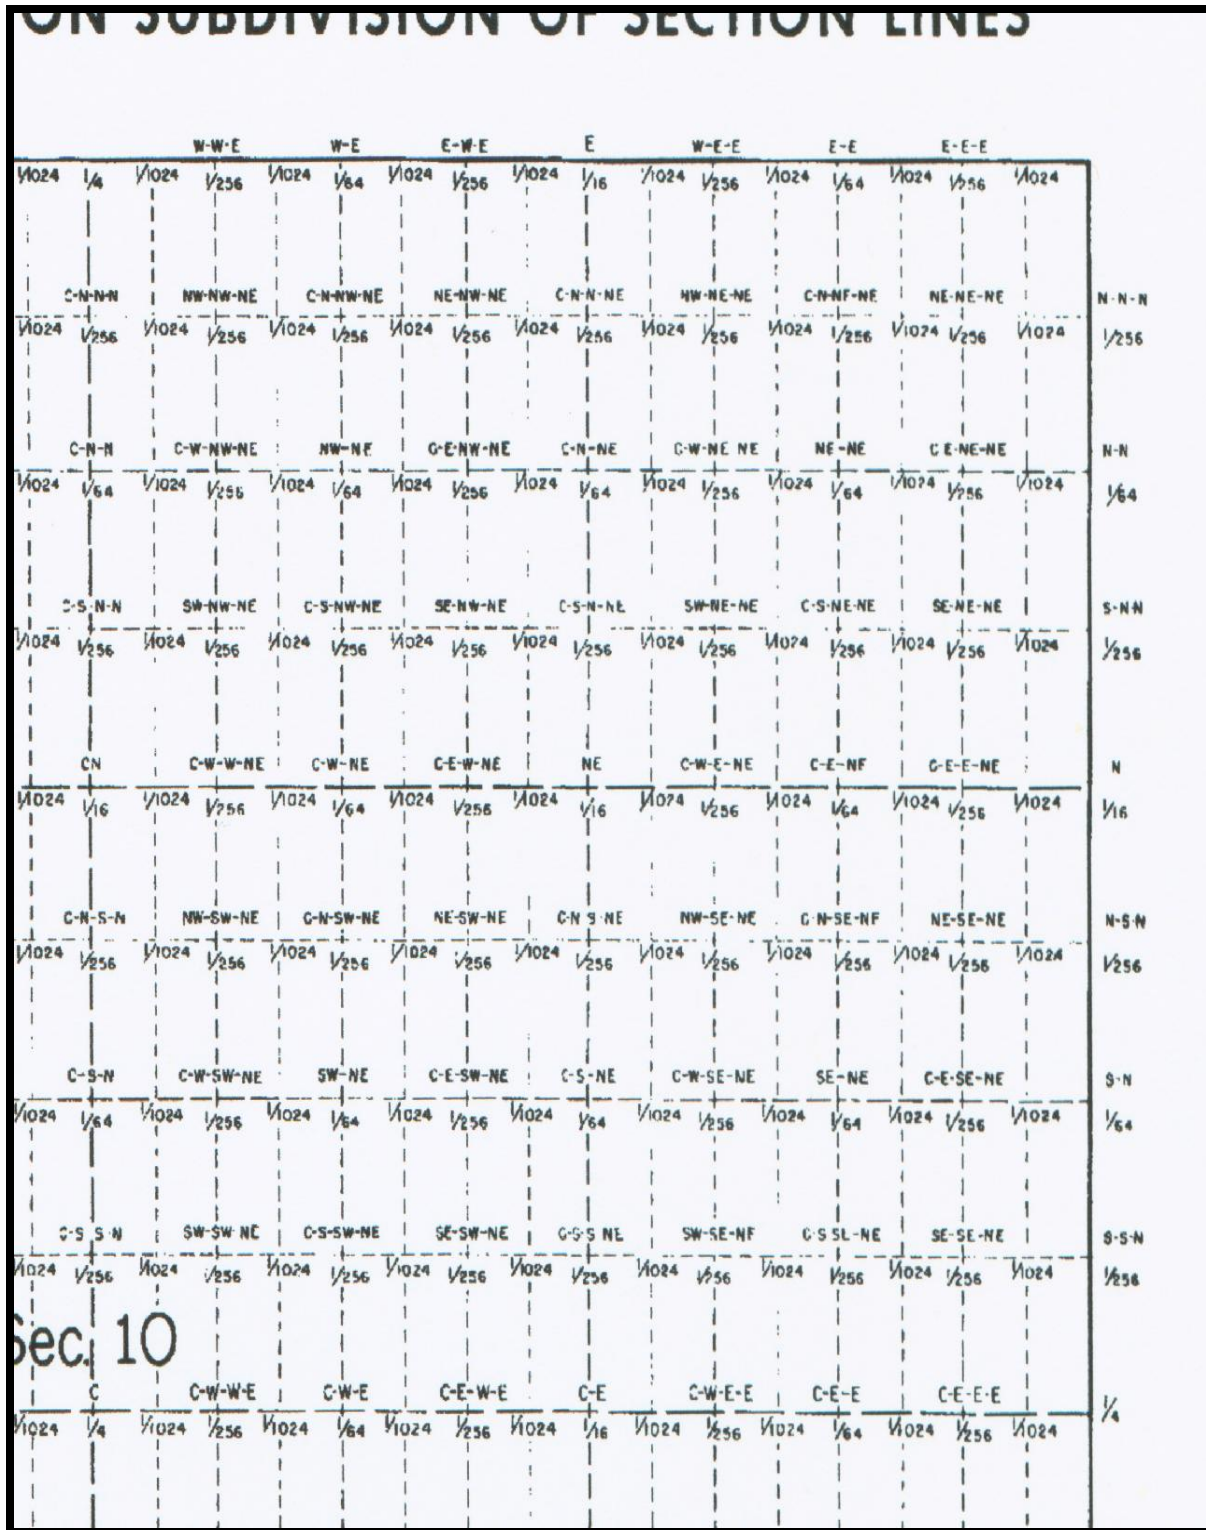 ON SUBDIVISION OF SECTION LINES
W-W-E W-E E-W-E E W-E-E E-E E-E-E
1/1024 1/4 1/1024 1/256 1/1024 1/64 1/1024 1/256 1/1024 1/16 1/1024 1/256 1/1024 1/64 1/1024 1/256 1/1024
C-N-N-N NW-NW-NE C-N-NW-NE NE-NW-NE C-N-N-NE NW-NE-NE C-N-NE-NE NE-NE-NE N-N-N
1/1024 1/256 1/1024 1/256 1/1024 1/256 1/1024 1/256 1/1024 1/256 1/1024 1/256 1/1024 1/256 1/1024 1/256 1/1024 1/256
C-N-N C-W-NW-NE NW-NE C-E-NW-NE C-N-NE C-W-NE NE NE-NE C E-NE-NE N-N
1/1024 1/64 1/1024 1/256 1/1024 1/64 1/1024 1/256 1/1024 1/64 1/1024 1/256 1/1024 1/64 1/1024 1/256 1/1024 1/64
C-S-N-N SW-NW-NE C-S-NW-NE SE-NW-NE C-S-N-NE SW-NE-NE C-S-NE-NE SE-NE-NE S-N-N
1/1024 1/256 1/1024 1/256 1/1024 1/256 1/1024 1/256 1/1024 1/256 1/1024 1/256 1/1024 1/256 1/1024 1/256 1/1024 1/256
CN C-W-W-NE C-W-NE C-E-W-NE NE C-W-E-NE C-E-NE C-E-E-NE N
1/1024 1/16 1/1024 1/256 1/1024 1/64 1/1024 1/256 1/1024 1/16 1/1024 1/256 1/1024 1/64 1/1024 1/256 1/1024 1/16
C-N-S-N NW-SW-NE C-N-SW-NE NE-SW-NE C-N S-NE NW-SE-NE C-N-SE-NE NE-SE-NE N-S-N
1/1024 1/256 1/1024 1/256 1/1024 1/256 1/1024 1/256 1/1024 1/256 1/1024 1/256 1/1024 1/256 1/1024 1/256 1/1024 1/256
C-S-N C-W-SW-NE SW-NE C-E-SW-NE C-S-NE C-W-SE-NE SE-NE C-E-SE-NE S-N
1/1024 1/64 1/1024 1/256 1/1024 1/64 1/1024 1/256 1/1024 1/64 1/1024 1/256 1/1024 1/64 1/1024 1/256 1/1024 1/64
C-S S-N SW-SW NE C-S-SW-NE SE-SW-NE C-S-S NE SW-SE-NE C-S SE-NE SE-SE-NE S-S-N
1/1024 1/256 1/1024 1/256 1/1024 1/256 1/1024 1/256 1/1024 1/256 1/1024 1/256 1/1024 1/256 1/1024 1/256 1/1024 1/256
Sec. 10
C C-W-W-E C-W-E C-E-W-E C-E C-W-E-E C-E-E C-E-E-E
1/1024 1/4 1/1024 1/256 1/1024 1/64 1/1024 1/256 1/1024 1/16 1/1024 1/256 1/1024 1/64 1/1024 1/256 1/1024 1/4